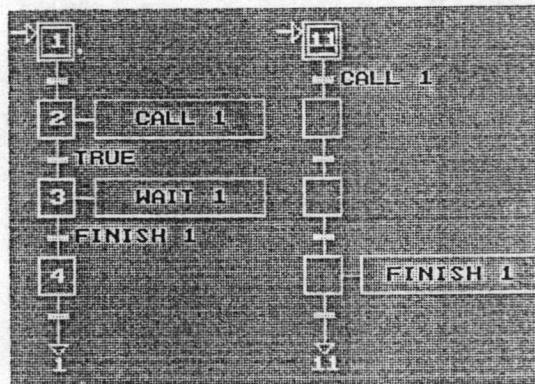 1
2 CALL 1
TRUE
3 WAIT 1
FINISH 1
4
1
11
CALL 1
FINISH 1
11